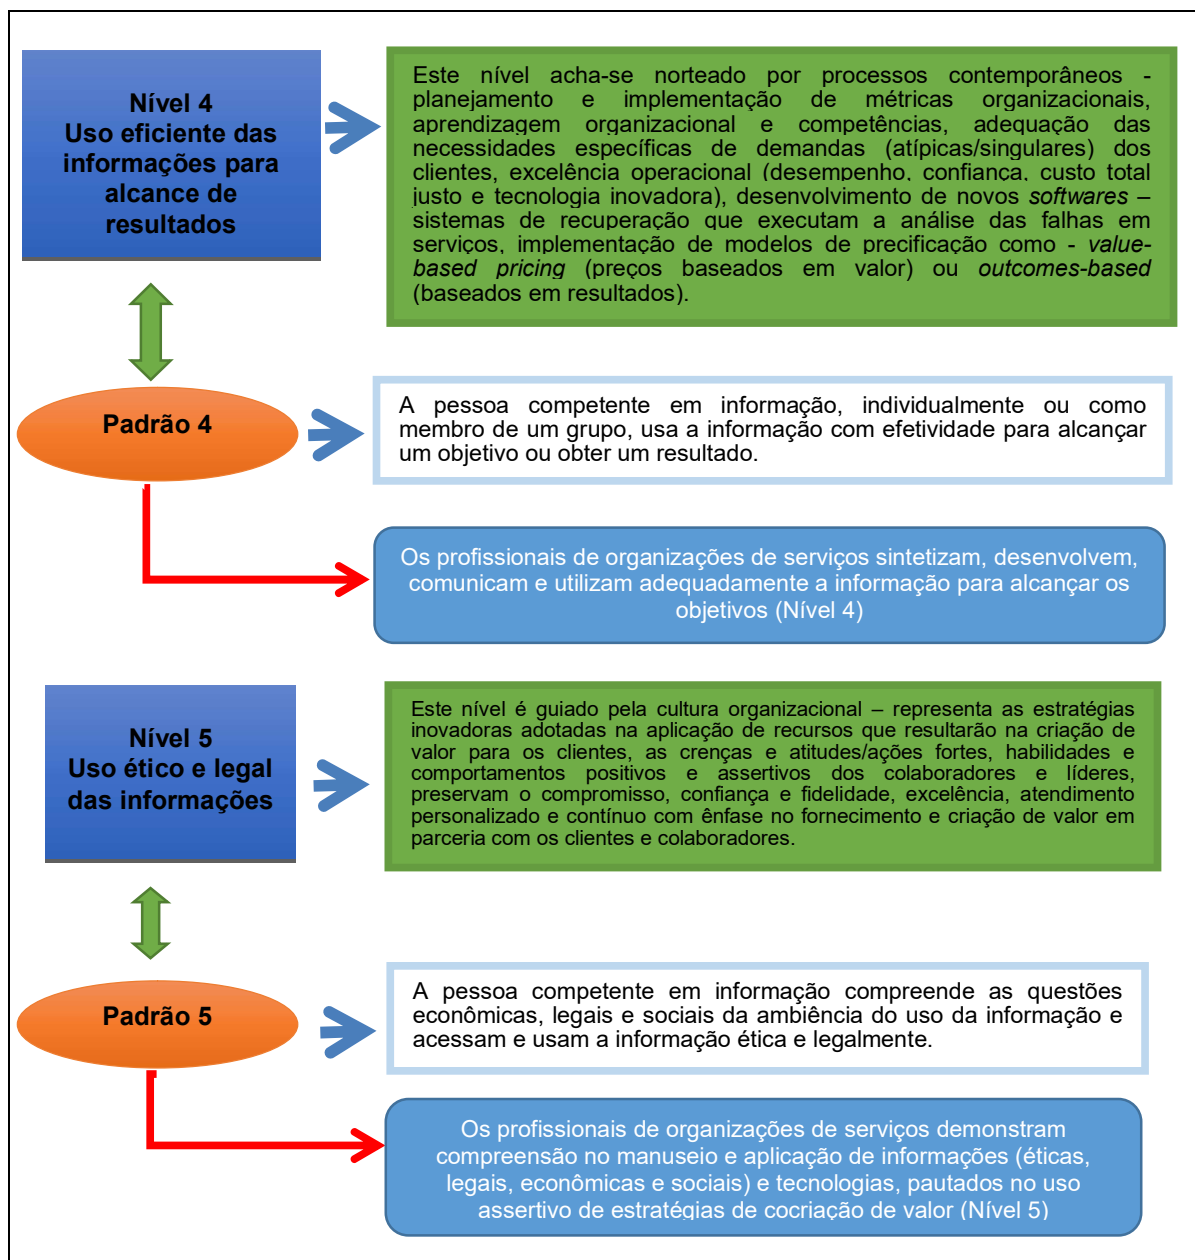 Nível 4
Uso eficiente das
informações para
alcance de
resultados
Este nível acha-se norteado por processos contemporâneos -
planejamento e implementação de métricas organizacionais,
aprendizagem organizacional e competências, adequação das
necessidades específicas de demandas (atípicas/singulares) dos
clientes, excelência operacional (desempenho, confiança, custo total
justo e tecnologia inovadora), desenvolvimento de novos softwares –
sistemas de recuperação que executam a análise das falhas em
serviços, implementação de modelos de precificação como - value-
based pricing (preços baseados em valor) ou outcomes-based
(baseados em resultados).
Padrão 4
A pessoa competente em informação, individualmente ou como
membro de um grupo, usa a informação com efetividade para alcançar
um objetivo ou obter um resultado.
Os profissionais de organizações de serviços sintetizam, desenvolvem,
comunicam e utilizam adequadamente a informação para alcançar os
objetivos (Nível 4)
Nível 5
Uso ético e legal
das informações
Este nível é guiado pela cultura organizacional – representa as estratégias
inovadoras adotadas na aplicação de recursos que resultarão na criação de
valor para os clientes, as crenças e atitudes/ações fortes, habilidades e
comportamentos positivos e assertivos dos colaboradores e líderes,
preservam o compromisso, confiança e fidelidade, excelência, atendimento
personalizado e contínuo com ênfase no fornecimento e criação de valor em
parceria com os clientes e colaboradores.
Padrão 5
A pessoa competente em informação compreende as questões
econômicas, legais e sociais da ambiência do uso da informação e
acessam e usam a informação ética e legalmente.
Os profissionais de organizações de serviços demonstram
compreensão no manuseio e aplicação de informações (éticas,
legais, econômicas e sociais) e tecnologias, pautados no uso
assertivo de estratégias de cocriação de valor (Nível 5)